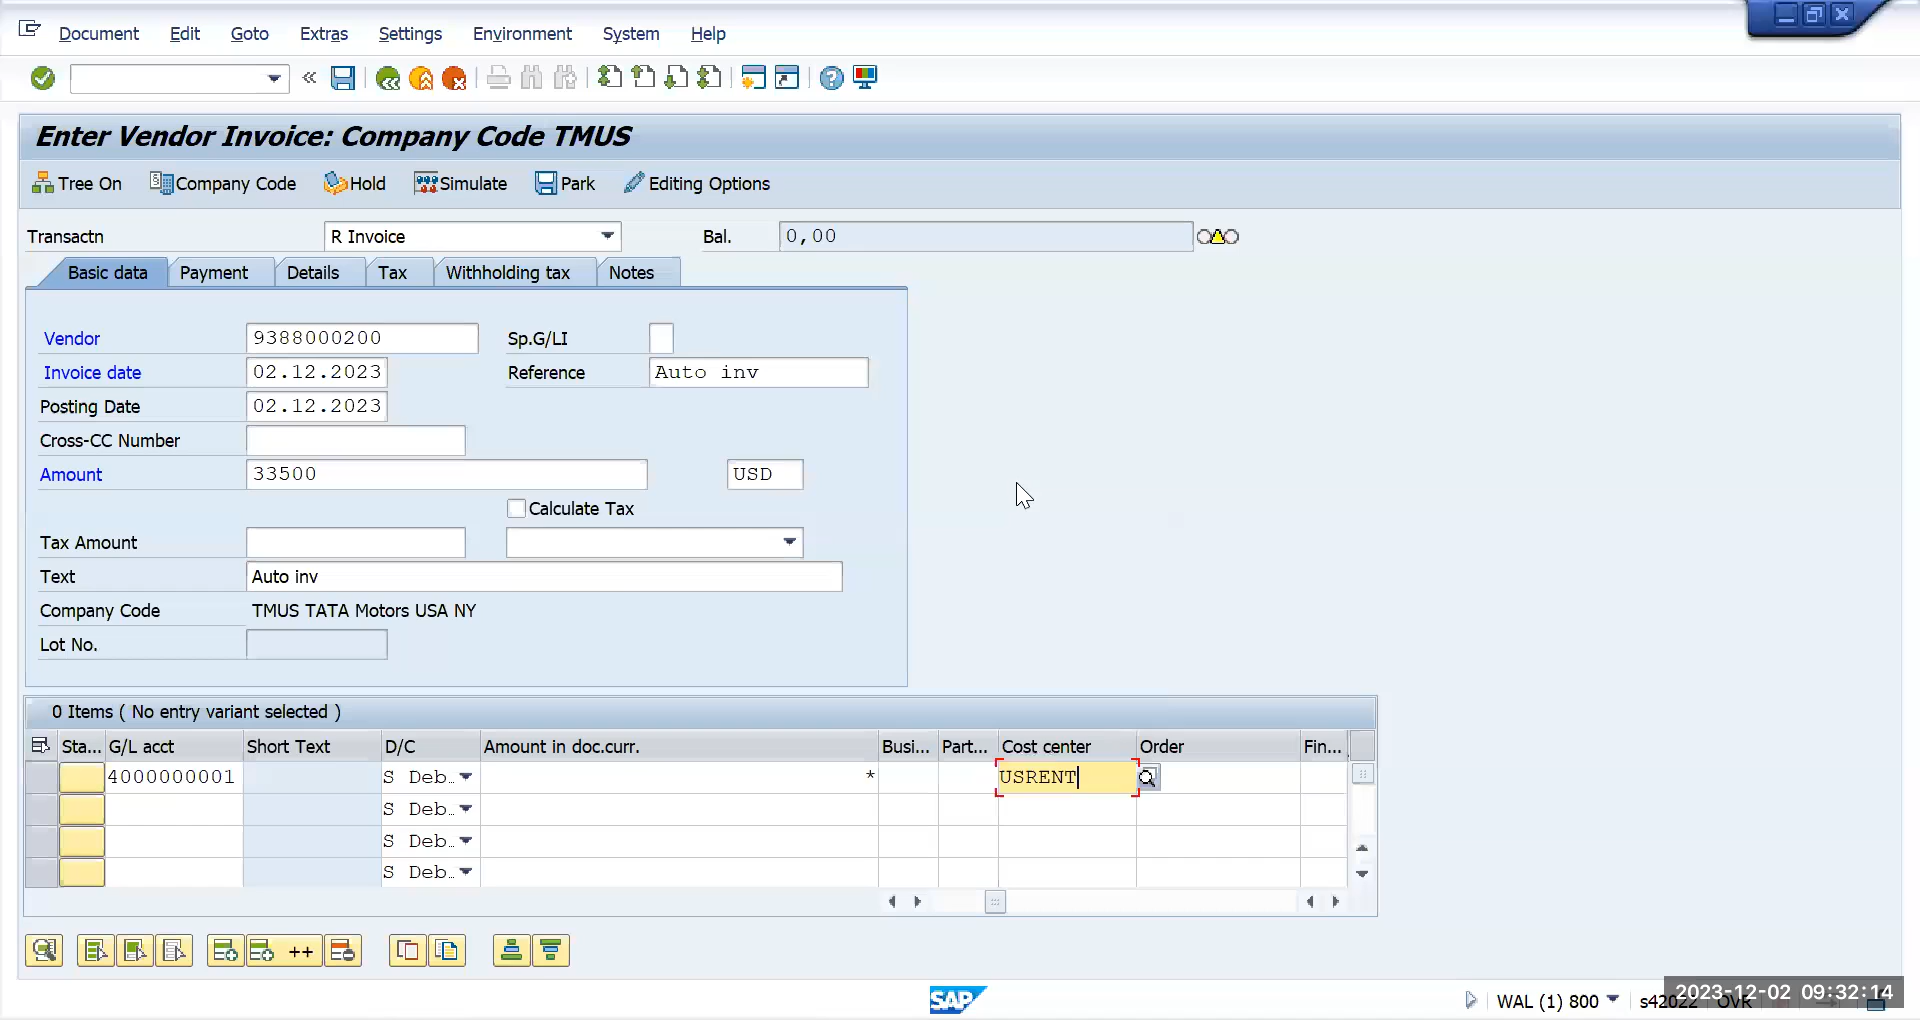 Document Edit Goto Extras Settings Environment System Help
Enter Vendor Invoice: Company Code TMUS
Tree On Company Code Hold Simulate Park Editing Options
Transactn R Invoice Bal. 0,00
Basic data Payment Details Tax Withholding tax Notes
Vendor 9388000200 Sp.G/LI
Invoice date 02.12.2023 Reference Auto inv
Posting Date 02.12.2023
Cross-CC Number
Amount 33500 USD
Calculate Tax
Tax Amount
Text Auto inv
Company Code TMUS TATA Motors USA NY
Lot No.
0 Items ( No entry variant selected )
Sta... G/L acct Short Text D/C Amount in doc.curr. Busi... Part... Cost center Order Fin...
4000000001 S Deb.. * USRENT
S Deb..
S Deb..
S Deb..
++
SAP WAL (1) 800 s42022 OVR
2023-12-02 09:32:14